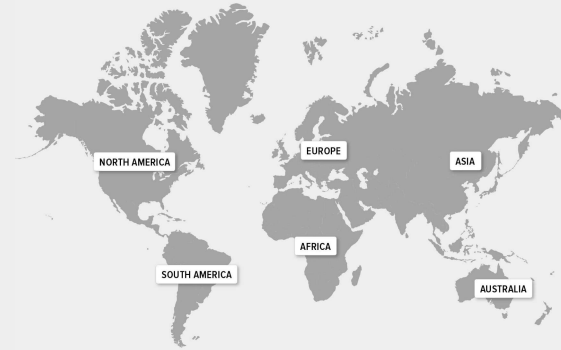 EUROPE
NORTH AMERICA
ASIA
AFRICA
SOUTH AMERICA
AUSTRALIA